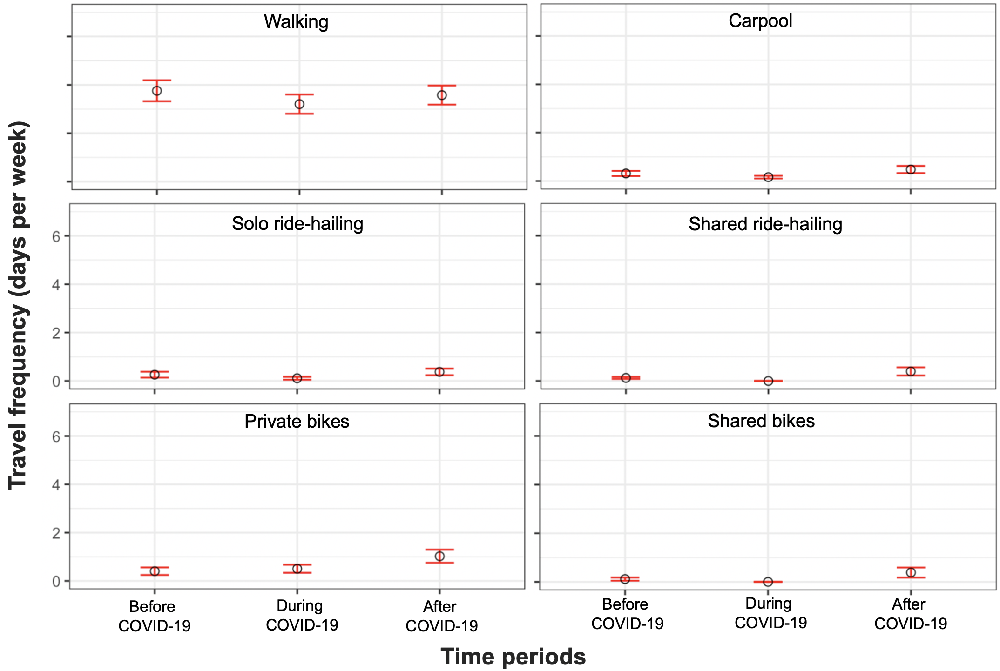 Travel frequency (days per week)
Walking
Carpool
Solo ride-hailing
6
4
2
0
Shared ride-hailing
Private bikes
6
4
2
0
Shared bikes
Before
COVID-19
During
COVID-19
After
COVID-19
Before
COVID-19
During
COVID-19
After
COVID-19
Time periods